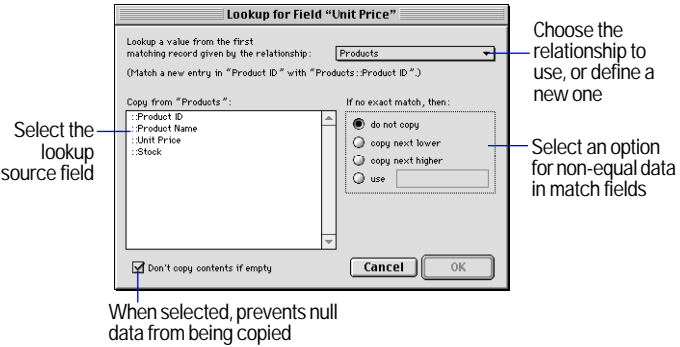 Lookup for Field “Unit Price”
Lookup a value from the first
matching record given by the relationship:
Products
(Match a new entry in “Product ID” with “Products::Product ID”.)
Copy from “Products”:
::Product ID
::Product Name
::Unit Price
::Stock
If no exact match, then:
do not copy
copy next lower
copy next higher
use
Don't copy contents if empty
Cancel
OK
Choose the
relationship to
use, or define a
new one
Select the
lookup
source field
Select an option
for non-equal data
in match fields
When selected, prevents null
data from being copied